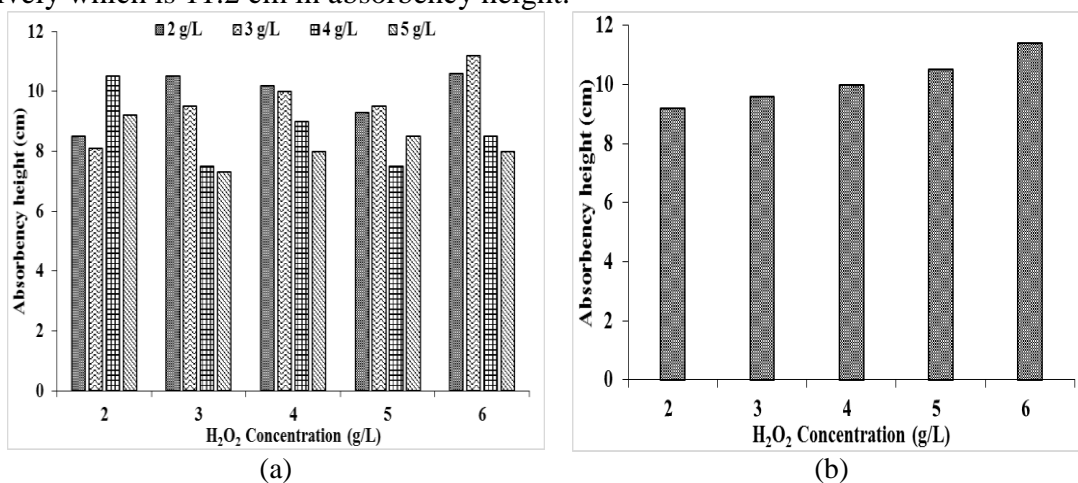 which is 11.2 cm in absorbency height.
2 g/L 3 g/L 4 g/L 5 g/L
12
10
8
6
4
2
0
Absorbency height (cm)
2 3 4 5 6
H₂O₂ Concentration (g/L)
(a)
12
10
8
6
4
2
0
Absorbency height (cm)
2 3 4 5 6
H₂O₂ Concentration (g/L)
(b)